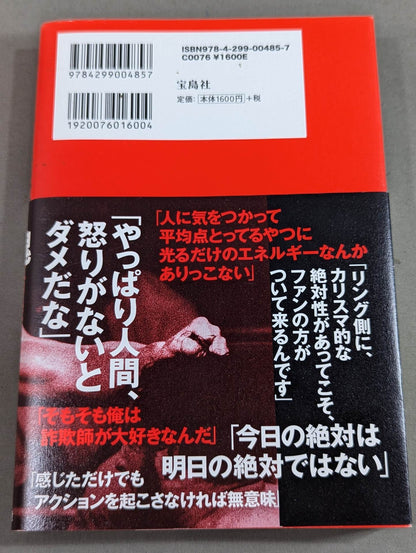 ISBN978-4-299-00485-7
C0076 ¥1600E
9784299004857
宝島社
定価：本体1600円＋税
1920076016004
「人に気をつかって
平均点とってるやつに
光るだけのエネルギーなんか
ありっこない」
「リング側に、
カリスマ的な
絶対性があってこそ、
ファンの方が
ついて来るんです」
「やっぱり人間、
怒りがないと
ダメだな」
「そもそも俺は
詐欺師が大好きなんだ」
「今日の絶対は
明日の絶対ではない」
「感じただけでも
アクションを起こさなければ無意味」